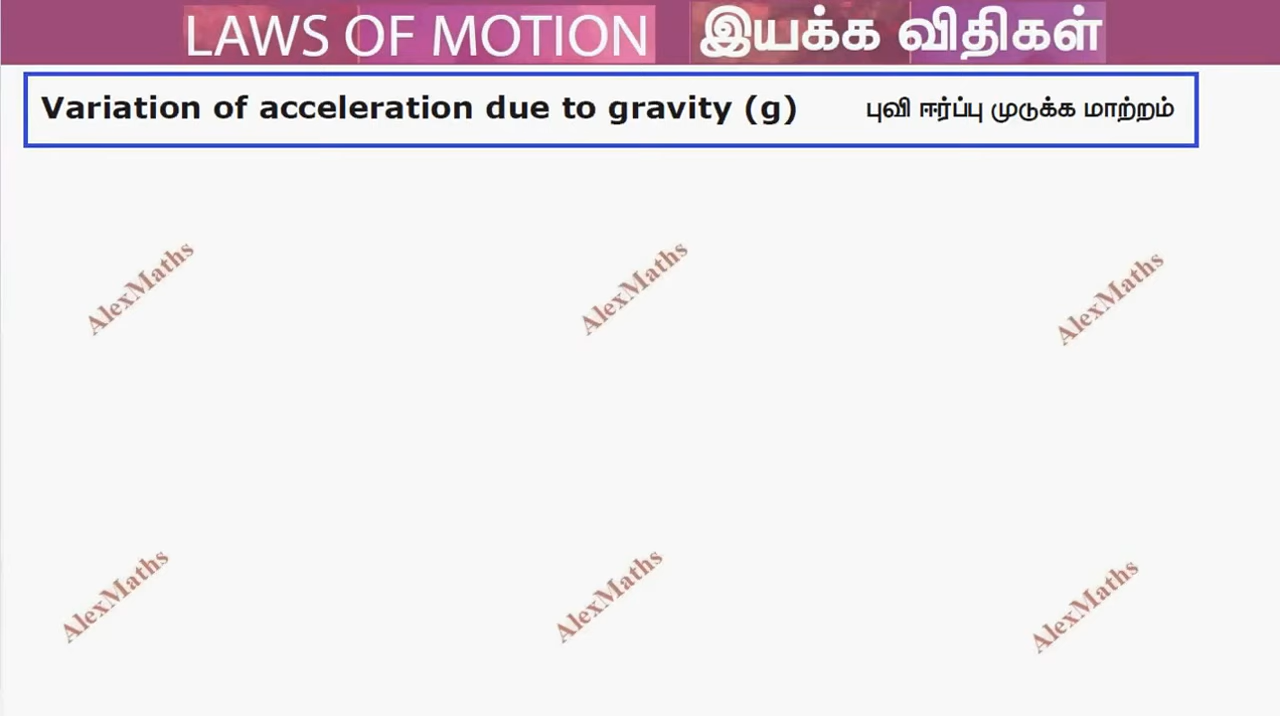 LAWS OF MOTION இயக்க விதிகள்
Variation of acceleration due to gravity (g) புவி ஈர்ப்பு முடுக்க மாற்றம்
AlexMaths AlexMaths AlexMaths
AlexMaths AlexMaths AlexMaths